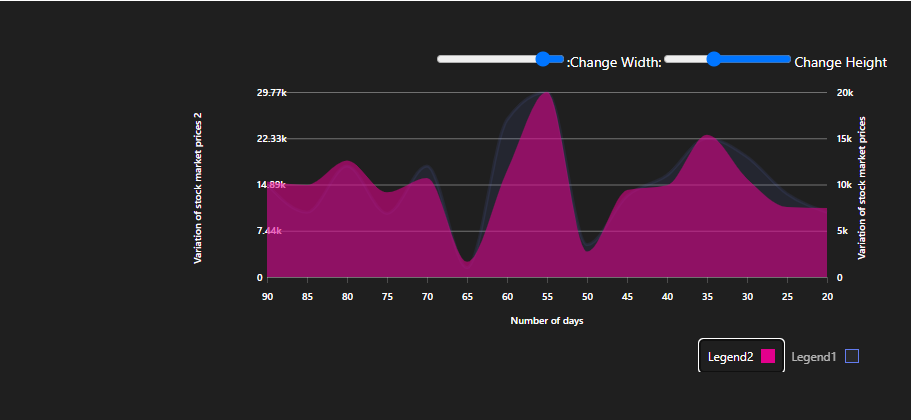 :Change Width: Change Height
Variation of stock market prices 2
29.77k
22.33k
14.89k
7.44k
0
20k
15k
10k
5k
0
Variation of stock market prices
90 85 80 75 70 65 60 55 50 45 40 35 30 25 20
Number of days
Legend2 Legend1